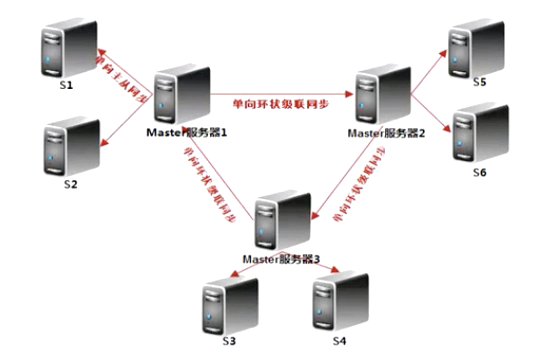 S1
单向主从同步
Master服务器1
单向环状级联同步
S5
Master服务器2
S2
S6
单向环状级联同步
单向环状级联同步
Master服务器3
S3
S4